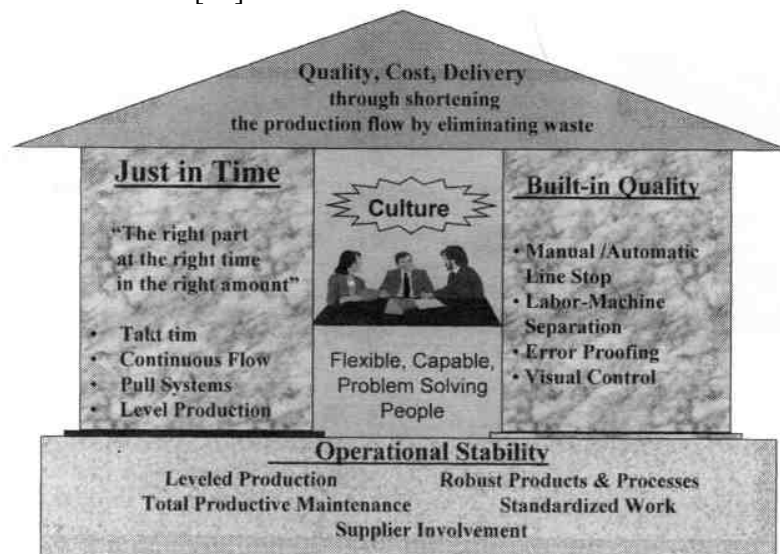 Quality, Cost, Delivery
through shortening
the production flow by eliminating waste
Just in Time
"The right part
at the right time
in the right amount"
• Takt tim
• Continuous Flow
• Pull Systems
• Level Production
Culture
Flexible, Capable,
Problem Solving
People
Built-in Quality
• Manual /Automatic
Line Stop
• Labor-Machine
Separation
• Error Proofing
• Visual Control
Operational Stability
Leveled Production Robust Products & Processes
Total Productive Maintenance Standardized Work
Supplier Involvement